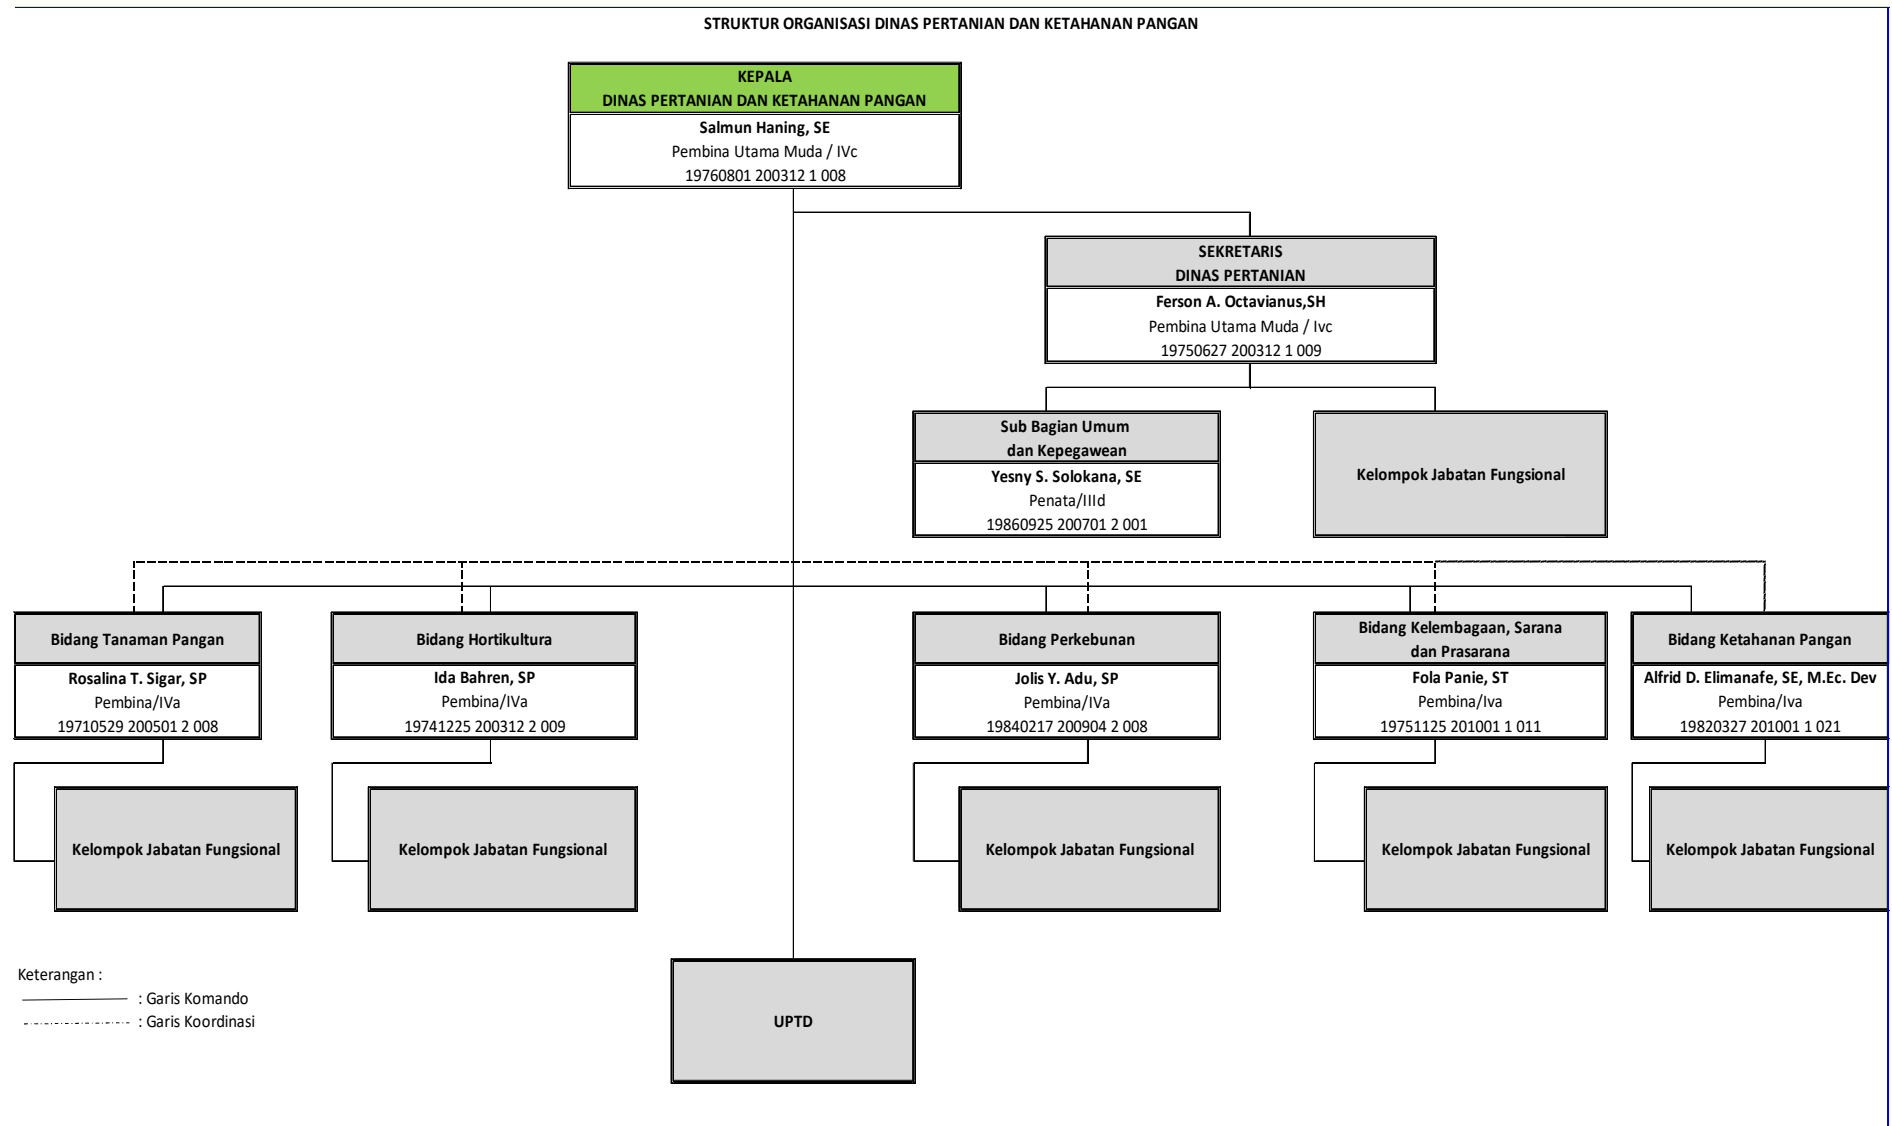 STRUKTUR ORGANISASI DINAS PERTANIAN DAN KETAHANAN PANGAN
KEPALA
DINAS PERTANIAN DAN KETAHANAN PANGAN
Salmun Haning, SE
Pembina Utama Muda / IVc
19760801 200312 1 008
SEKRETARIS
DINAS PERTANIAN
Ferson A. Octavianus,SH
Pembina Utama Muda / Ivc
19750627 200312 1 009
Sub Bagian Umum
dan Kepegawean
Yesny S. Solokana, SE
Penata/IIId
19860925 200701 2 001
Kelompok Jabatan Fungsional
Bidang Tanaman Pangan
Rosalina T. Sigar, SP
Pembina/IVa
19710529 200501 2 008
Bidang Hortikultura
Ida Bahren, SP
Pembina/IVa
19741225 200312 2 009
Bidang Perkebunan
Jolis Y. Adu, SP
Pembina/IVa
19840217 200904 2 008
Bidang Kelembagaan, Sarana
dan Prasarana
Fola Panie, ST
Pembina/Iva
19751125 201001 1 011
Bidang Ketahanan Pangan
Alfrid D. Elimanafe, SE, M.Ec. Dev
Pembina/Iva
19820327 201001 1 021
Kelompok Jabatan Fungsional
Kelompok Jabatan Fungsional
Kelompok Jabatan Fungsional
Kelompok Jabatan Fungsional
Kelompok Jabatan Fungsional
UPTD
Keterangan :
: Garis Komando
: Garis Koordinasi